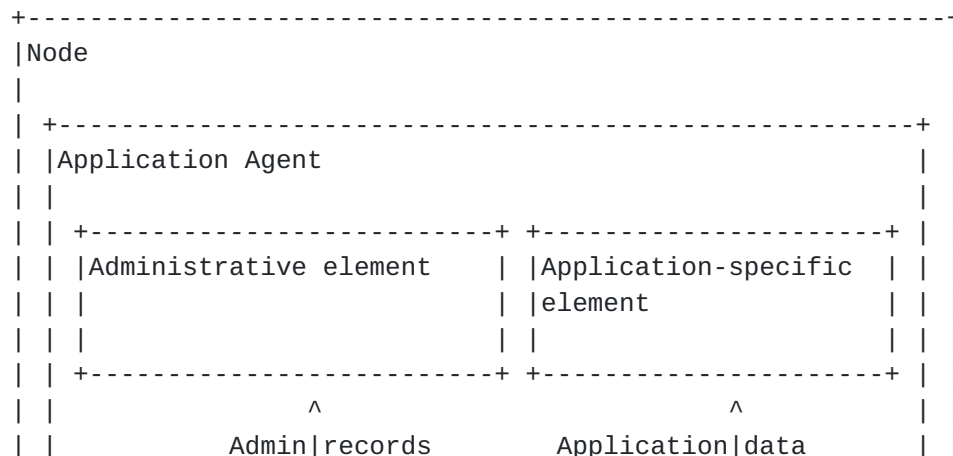 +----------------------------------------------------------+
|Node
|
| +------------------------------------------------------+
| |Application Agent                                     |
| |                                                      |
| | +--------------------------+ +----------------------+ |
| | |Administrative element    | |Application-specific  | |
| | |                          | |element               | |
| | |                          | |                      | |
| | +--------------------------+ +----------------------+ |
| |                ^                          ^           |
| |           Admin|records        Application|data       |